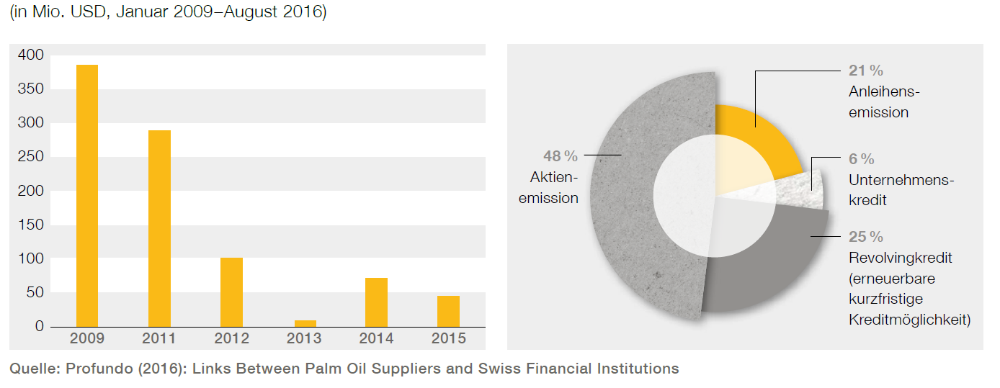 (in Mio. USD, Januar 2009–August 2016)
400
350
300
250
200
150
100
50
0
2009 2011 2012 2013 2014 2015
48 %
Aktien-
emission
21 %
Anleihens-
emission
6 %
Unternehmens-
kredit
25 %
Revolvingkredit
(erneuerbare
kurzfristige
Kreditmöglichkeit)
Quelle: Profundo (2016): Links Between Palm Oil Suppliers and Swiss Financial Institutions